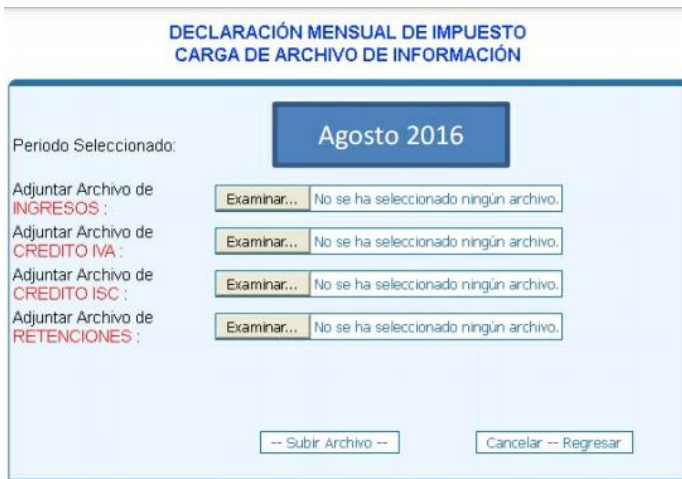 DECLARACIÓN MENSUAL DE IMPUESTO
CARGA DE ARCHIVO DE INFORMACIÓN
Periodo Seleccionado:
Agosto 2016
Adjuntar Archivo de
INGRESOS :
Examinar... No se ha seleccionado ningún archivo.
Adjuntar Archivo de
CREDITO IVA :
Examinar... No se ha seleccionado ningún archivo.
Adjuntar Archivo de
CREDITO ISC :
Examinar... No se ha seleccionado ningún archivo.
Adjuntar Archivo de
RETENCIONES :
Examinar... No se ha seleccionado ningún archivo.
-- Subir Archivo --
Cancelar -- Regresar